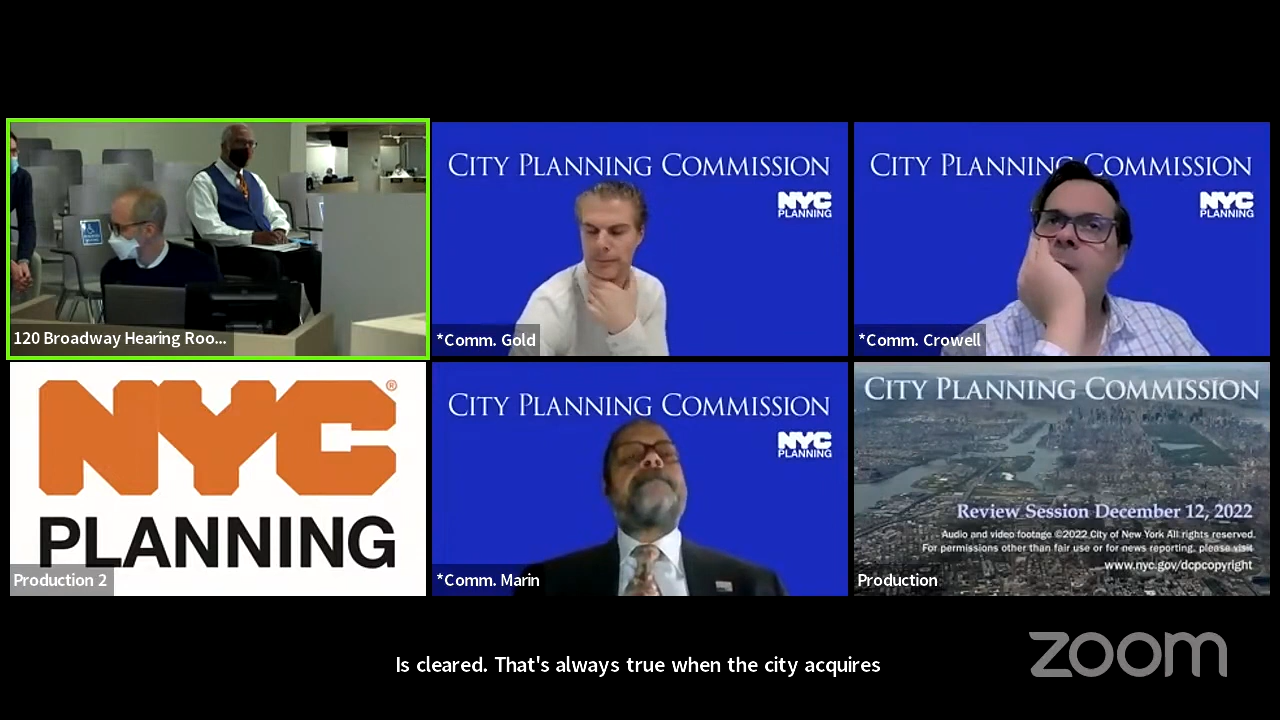 CITY PLANNING COMMISSION
NYC
PLANNING
CITY PLANNING COMMISSION
NYC
PLANNING
120 Broadway Hearing Roo...
*Comm. Gold
*Comm. Crowell
NYC®
PLANNING
Production 2
CITY PLANNING COMMISSION
NYC
PLANNING
*Comm. Marin
CITY PLANNING COMMISSION
Review Session December 12, 2022
Audio and video footage ©2022 City of New York All rights reserved.
For permissions other than fair use or for news reporting, please visit
www.nyc.gov/dcpcopyright
Production
Is cleared. That's always true when the city acquires
zoom